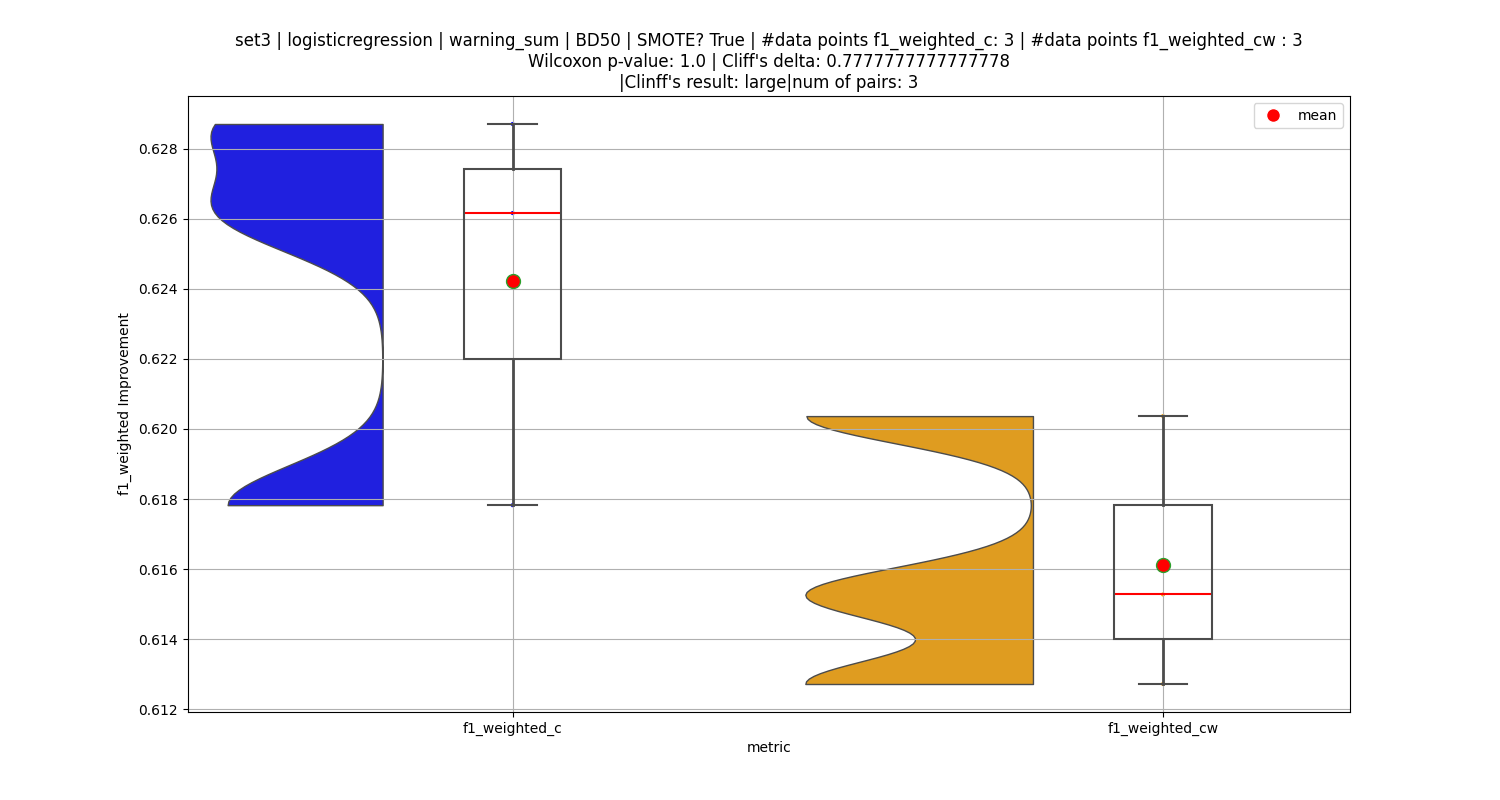 set3 | logisticregression | warning_sum | BD50 | SMOTE? True | #data points f1_weighted_c: 3 | #data points f1_weighted_cw : 3
Wilcoxon p-value: 1.0 | Cliff's delta: 0.7777777777777778
|Clinff's result: large|num of pairs: 3
mean
0.628
0.626
0.624
0.622
0.620
0.618
0.616
0.614
0.612
f1_weighted Improvement
f1_weighted_c
f1_weighted_cw
metric